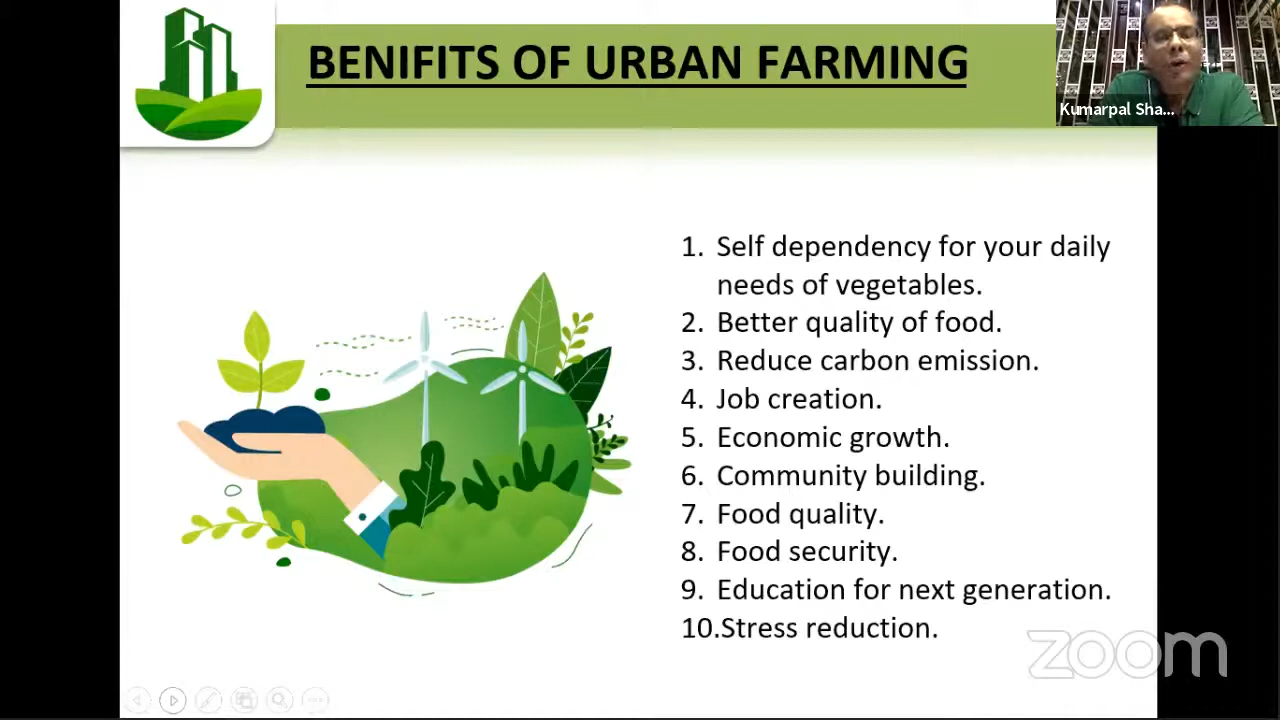 BENIFITS OF URBAN FARMING
Kumarpal Sha...
1. Self dependency for your daily
needs of vegetables.
2. Better quality of food.
3. Reduce carbon emission.
4. Job creation.
5. Economic growth.
6. Community building.
7. Food quality.
8. Food security.
9. Education for next generation.
10.Stress reduction.
zoom